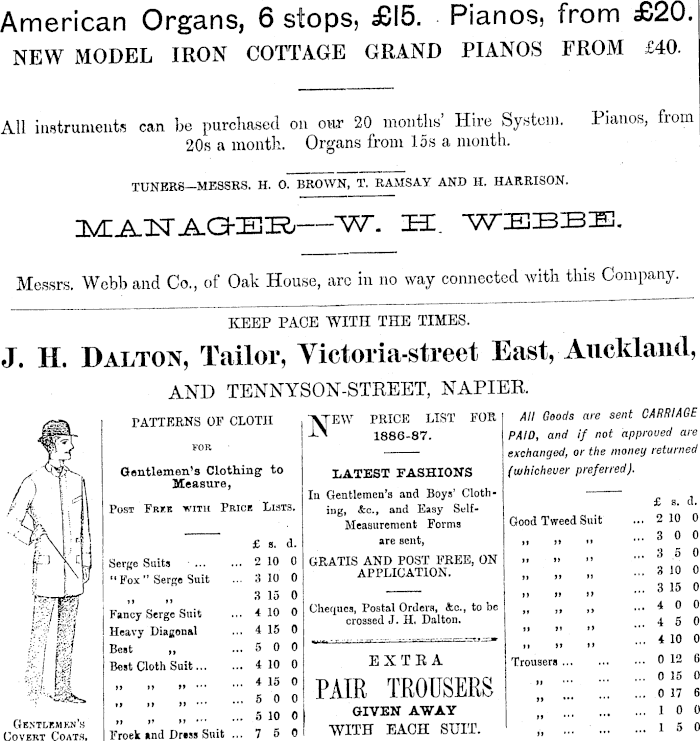 American Organs, 6 stops, £15. Pianos, from £20.
NEW MODEL IRON COTTAGE GRAND PIANOS FROM £40.
All instruments can be purchased on our 20 months' Hire System. Pianos, from
20s a month. Organs from 15s a month.
TUNERS—MESSRS. H. O. BROWN, T. RAMSAY AND H. HARRISON.
MANAGER—W. H. WEBBE.
Messrs. Webb and Co., of Oak House, are in no way connected with this Company.
KEEP PACE WITH THE TIMES.
J. H. DALTON, Tailor, Victoria-street East, Auckland,
AND TENNYSON-STREET, NAPIER.
GENTLEMEN'S
COVERT COATS,
PATTERNS OF CLOTH
FOR
Gentlemen's Clothing to
Measure,
POST FREE WITH PRICE LISTS.
£ s. d.
Serge Suits ... ... 2 10 0
"Fox" Serge Suit ... 3 10 0
„ „ 3 15 0
Fancy Serge Suit ... 4 10 0
Heavy Diagonal ... 4 15 0
Best „ ... 5 0 0
Best Cloth Suit ... ... 4 10 0
„ „ „ ... ... 4 15 0
„ „ „ ... ... 5 0 0
„ „ „ ... ... 5 10 0
Frock and Dress Suit ... 7 5 0
NEW PRICE LIST FOR
1886-87.
LATEST FASHIONS
In Gentlemen's and Boys' Cloth-
ing, &c., and Easy Self-
Measurement Forms
are sent,
GRATIS AND POST FREE, ON
APPLICATION.
Cheques, Postal Orders, &c., to be
crossed J. H. Dalton.
EXTRA
PAIR TROUSERS
GIVEN AWAY
WITH EACH SUIT.
All Goods are sent CARRIAGE
PAID, and if not approved are
exchanged, or the money returned
(whichever preferred).
£ s. d.
Good Tweed Suit ... 2 10 0
„ „ „ ... 3 0 0
„ „ „ ... 3 5 0
„ „ „ ... 3 10 0
„ „ „ ... 3 15 0
„ „ „ ... 4 0 0
„ „ „ ... 4 5 0
„ „ „ ... 4 10 0
Trousers ... ... ... 0 12 6
„ ... ... ... 0 15 0
„ ... ... ... 0 17 6
„ ... ... ... 1 0 0
„ ... ... ... 1 5 0